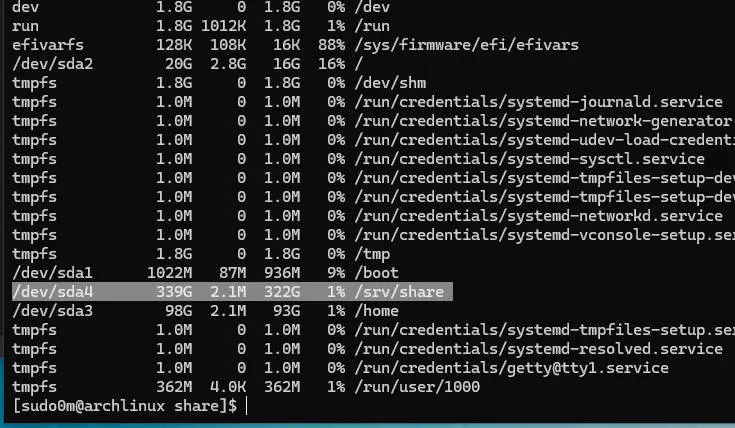 dev 1.8G 0 1.8G 0% /dev
run 1.8G 1012K 1.8G 1% /run
efivarfs 128K 108K 16K 88% /sys/firmware/efi/efivars
/dev/sda2 20G 2.8G 16G 16% /
tmpfs 1.8G 0 1.8G 0% /dev/shm
tmpfs 1.0M 0 1.0M 0% /run/credentials/systemd-journald.service
tmpfs 1.0M 0 1.0M 0% /run/credentials/systemd-network-generator.
tmpfs 1.0M 0 1.0M 0% /run/credentials/systemd-udev-load-credenti
tmpfs 1.0M 0 1.0M 0% /run/credentials/systemd-sysctl.service
tmpfs 1.0M 0 1.0M 0% /run/credentials/systemd-tmpfiles-setup-dev
tmpfs 1.0M 0 1.0M 0% /run/credentials/systemd-tmpfiles-setup-dev
tmpfs 1.0M 0 1.0M 0% /run/credentials/systemd-networkd.service
tmpfs 1.0M 0 1.0M 0% /run/credentials/systemd-vconsole-setup.se
tmpfs 1.8G 0 1.8G 0% /tmp
/dev/sda1 1022M 87M 936M 9% /boot
/dev/sda4 339G 2.1M 322G 1% /srv/share
/dev/sda3 98G 2.1M 93G 1% /home
tmpfs 1.0M 0 1.0M 0% /run/credentials/systemd-tmpfiles-setup.se
tmpfs 1.0M 0 1.0M 0% /run/credentials/systemd-resolved.service
tmpfs 1.0M 0 1.0M 0% /run/credentials/getty@tty1.service
tmpfs 362M 4.0K 362M 1% /run/user/1000
[sudo0m@archlinux share]$